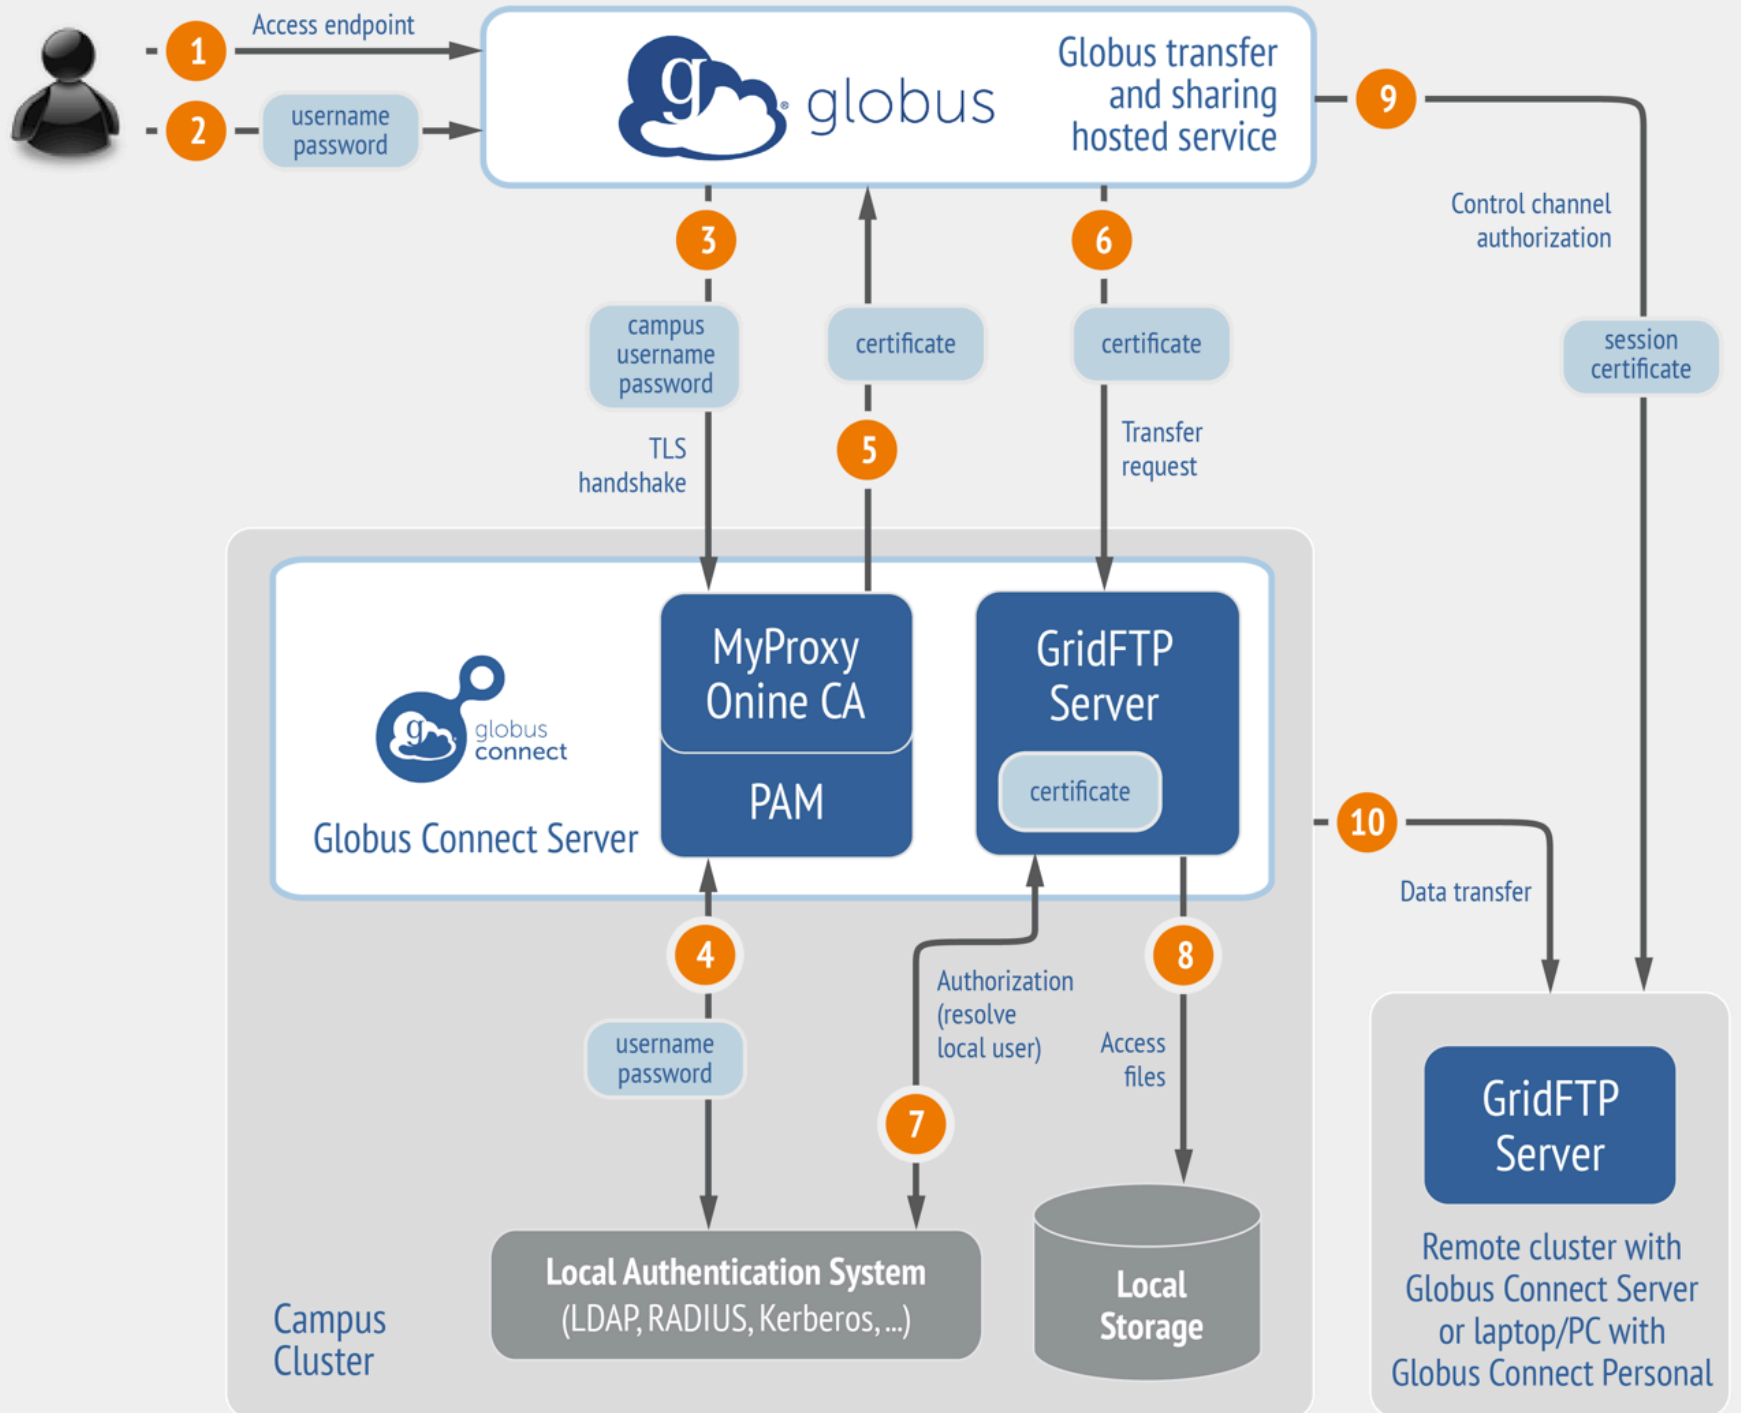 1
Access endpoint
2
username
password
g
®
globus
Globus transfer
and sharing
hosted service
9
3
6
Control channel
authorization
campus
username
password
certificate
certificate
session
certificate
TLS
handshake
5
Transfer
request
MyProxy
Onine CA
PAM
GridFTP
Server
certificate
g
globus
connect
Globus Connect Server
10
Data transfer
4
8
Authorization
(resolve
local user)
username
password
Access
files
7
Local Authentication System
(LDAP, RADIUS, Kerberos, ...)
Local
Storage
Campus
Cluster
GridFTP
Server
Remote cluster with
Globus Connect Server
or laptop/PC with
Globus Connect Personal